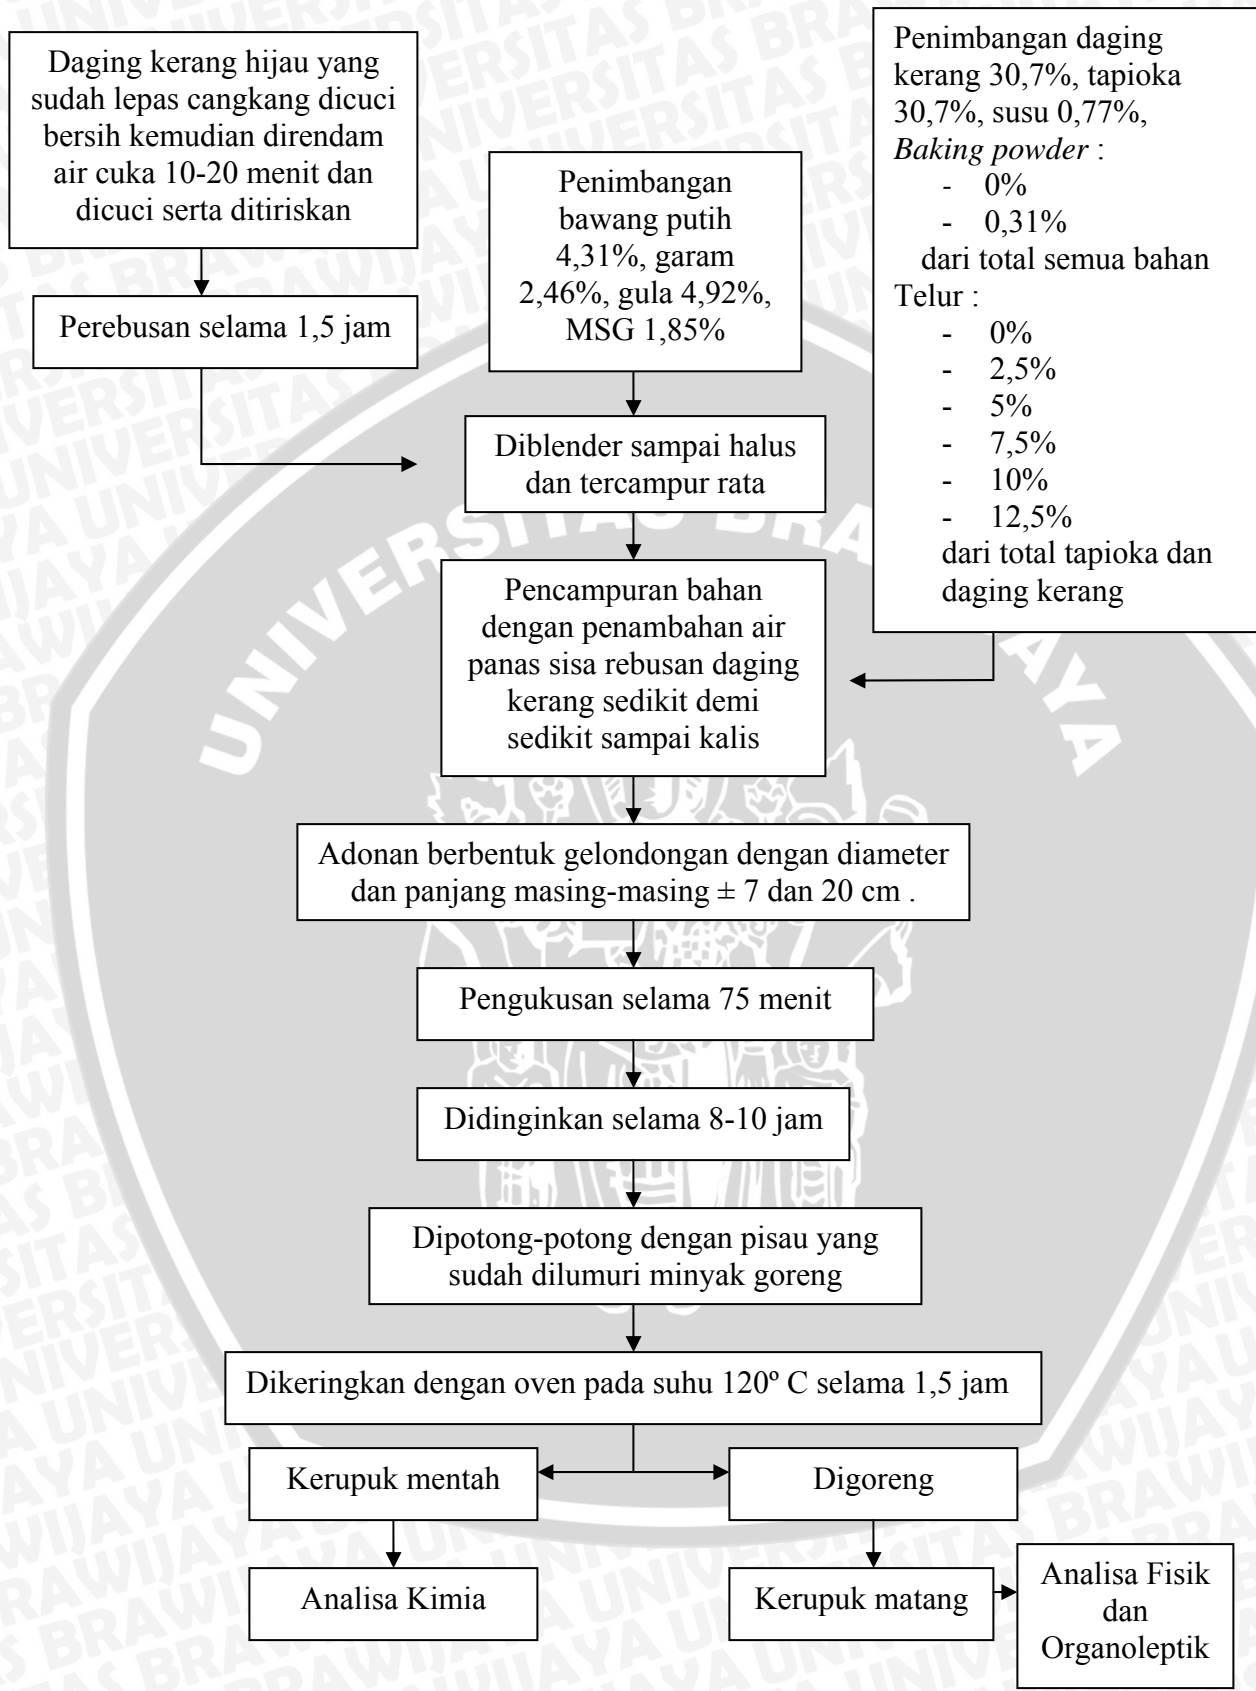 Daging kerang hijau yang
sudah lepas cangkang dicuci
bersih kemudian direndam
air cuka 10-20 menit dan
dicuci serta ditiriskan
Penimbangan
bawang putih
4,31%, garam
2,46%, gula 4,92%,
MSG 1,85%
Penimbangan daging
kerang 30,7%, tapioka
30,7%, susu 0,77%,
Baking powder :
- 0%
- 0,31%
dari total semua bahan
Telur :
- 0%
- 2,5%
- 5%
- 7,5%
- 10%
- 12,5%
dari total tapioka dan
daging kerang
Perebusan selama 1,5 jam
Diblender sampai halus
dan tercampur rata
Pencampuran bahan
dengan penambahan air
panas sisa rebusan daging
kerang sedikit demi
sedikit sampai kalis
Adonan berbentuk gelondongan dengan diameter
dan panjang masing-masing ± 7 dan 20 cm .
Pengukusan selama 75 menit
Didinginkan selama 8-10 jam
Dipotong-potong dengan pisau yang
sudah dilumuri minyak goreng
Dikeringkan dengan oven pada suhu 120º C selama 1,5 jam
Kerupuk mentah
Digoreng
Analisa Kimia
Kerupuk matang
Analisa Fisik
dan
Organoleptik
UNIVERSITAS BRAWIJAYA